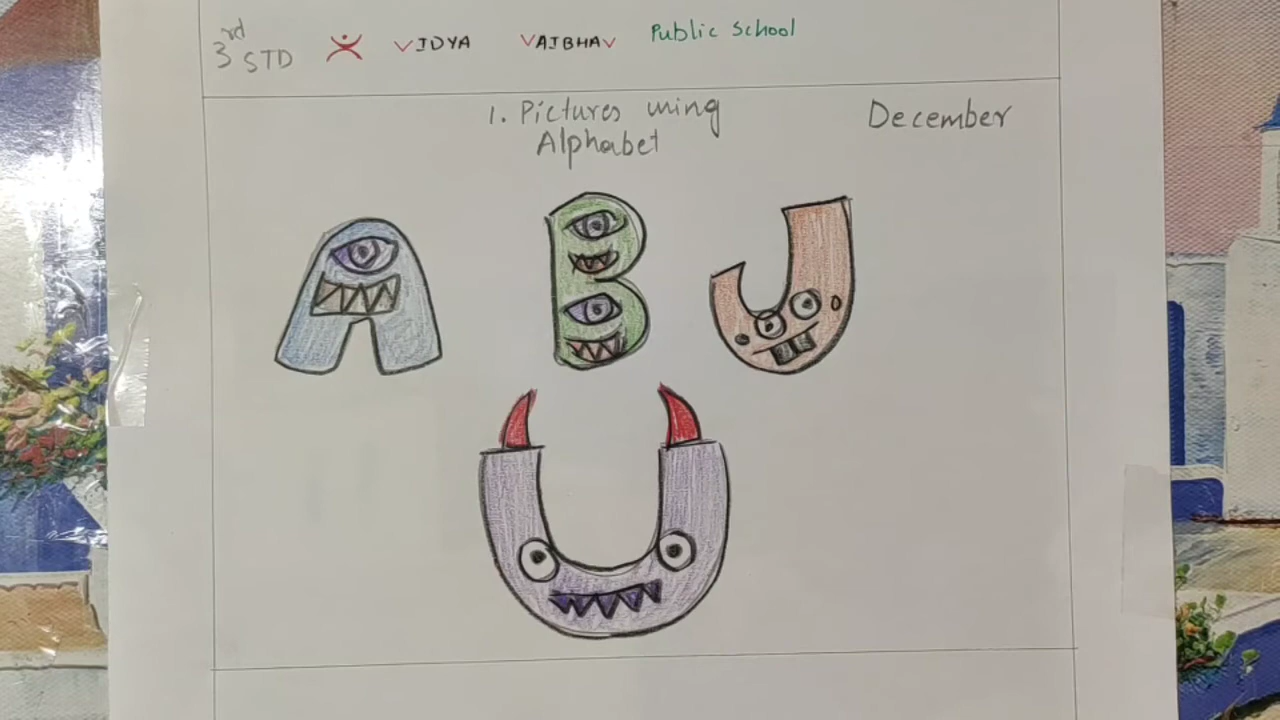 3rd STD VIDYA VAIBHAV Public School
1. Pictures using December
Alphabet
A B J
U